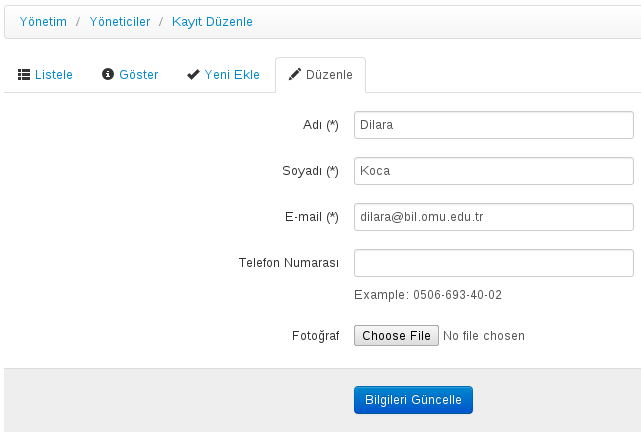 Yönetim / Yöneticiler / Kayıt Düzenle
Listele Göster Yeni Ekle Düzenle
Adı (*) Dilara
Soyadı (*) Koca
E-mail (*) dilara@bil.omu.edu.tr
Telefon Numarası
Example: 0506-693-40-02
Fotoğraf Choose File No file chosen
Bilgileri Güncelle